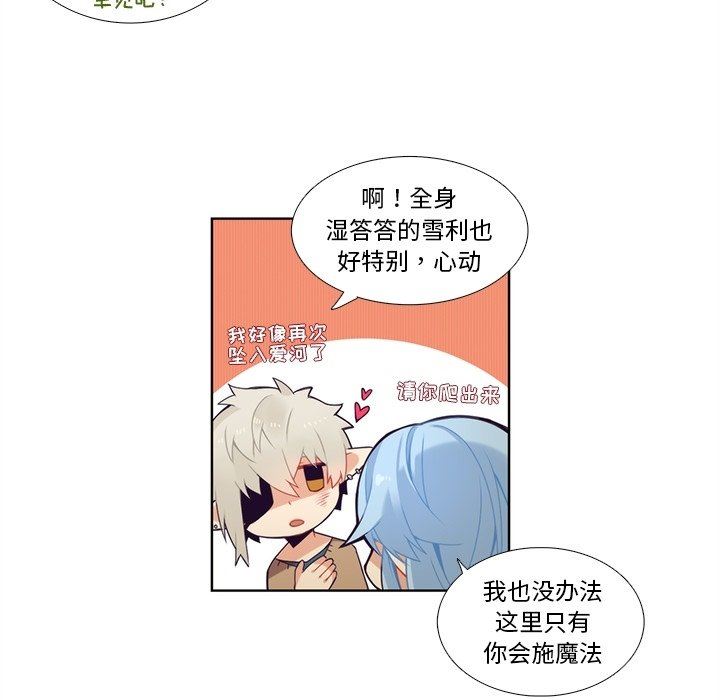 啊！全身
湿答答的雪利也
好特别，心动
我好像再次
坠入爱河了
请你爬出来
我也没办法
这里只有
你会施魔法